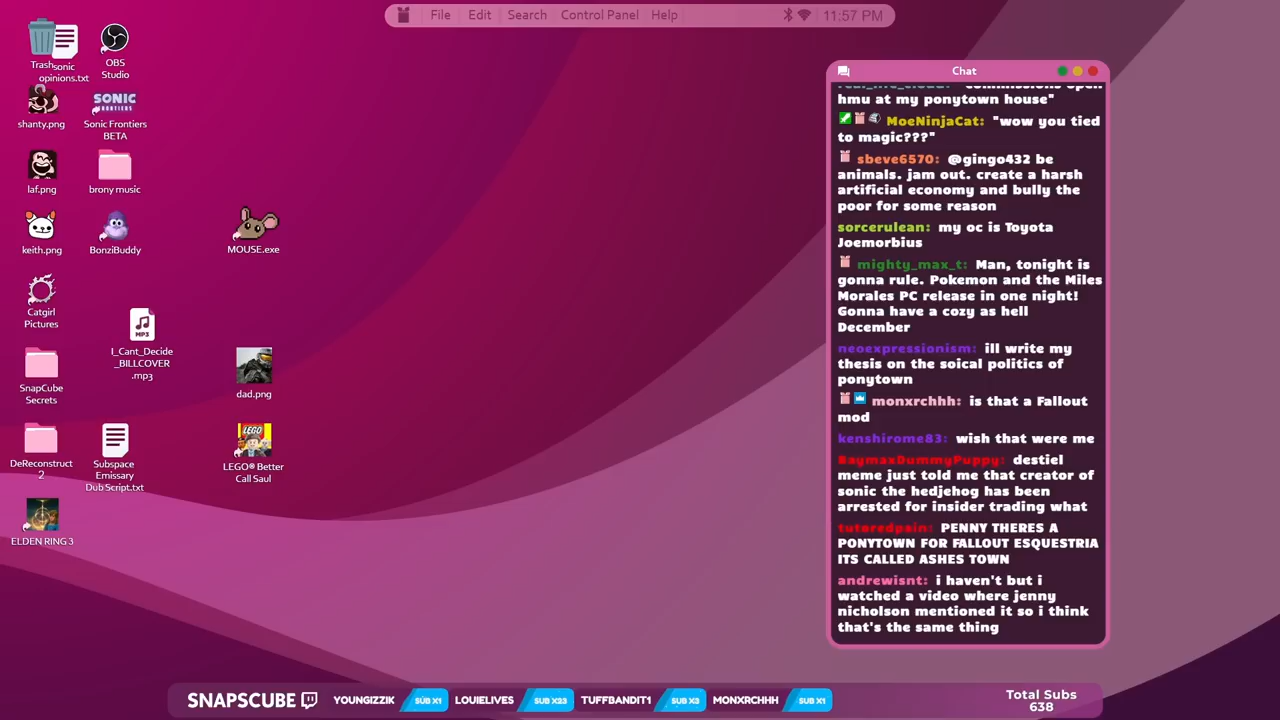 File Edit Search Control Panel Help 11:57 PM
Trash
sonic
opinions.txt
OBS
Studio
shanty.png
SONIC
FRONTIERS
Sonic Frontiers
BETA
laf.png
brony music
keith.png
BonziBuddy
MOUSE.exe
Catgirl
Pictures
MP3
I_Cant_Decide
_BILLCOVER
.mp3
SnapCube
Secrets
dad.png
DeReconstruct
2
Subspace
Emissary
Dub Script.txt
LEGO
LEGO® Better
Call Saul
ELDEN RING 3
Chat
hmu at my ponytown house"
MoeNinjaCat: "wow you tied
to magic???"
sbeve6570: @gingo432 be
animals. jam out. create a harsh
artificial economy and bully the
poor for some reason
sorcerulean: my oc is Toyota
Joemorbius
mighty_max_t: Man, tonight is
gonna rule. Pokemon and the Miles
Morales PC release in one night!
Gonna have a cozy as hell
December
neoexpressionism: ill write my
thesis on the soical politics of
ponytown
monxrchhh: is that a Fallout
mod
kenshirome83: wish that were me
BaymaxDummyPuppy: destiel
meme just told me that creator of
sonic the hedjehog has been
arrested for insider trading what
tutoredpain: PENNY THERES A
PONYTOWN FOR FALLOUT ESQUESTRIA
ITS CALLED ASHES TOWN
andrewisnt: i haven't but i
watched a video where jenny
nicholson mentioned it so i think
that's the same thing
SNAPSCUBE YOUNGIZZIK SUB X1 LOUIELIVES SUB X23 TUFFBANDIT1 SUB X3 MONXRCHHH SUB X1
Total Subs
638